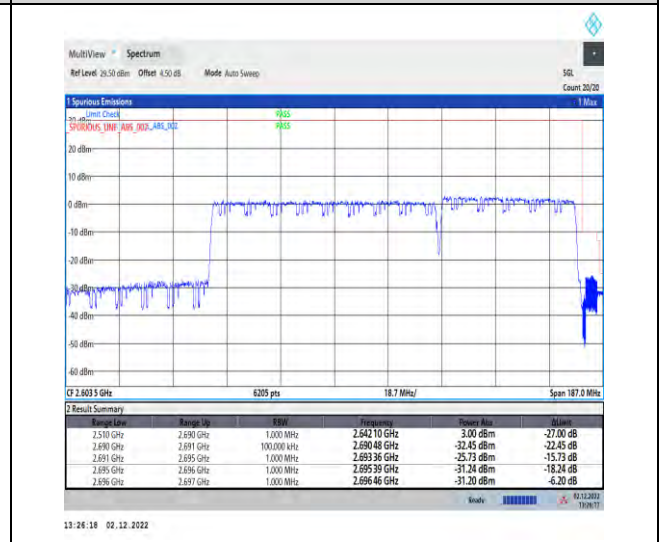 MultiView Spectrum
Ref Level 29.50 dBm Offset 4.50 dB Mode Auto Sweep SGL
Count 20/20
1 Spurious Emissions 1 Max
Limit Check PASS
_SPURIOUS_LINE_ABS_002 _ABS_002 PASS
20 dBm
10 dBm
0 dBm
-10 dBm
-20 dBm
-30 dBm
-40 dBm
-50 dBm
-60 dBm
CF 2.603 5 GHz 6205 pts 18.7 MHz/ Span 187.0 MHz
2 Result Summary
Range Low Range Up RBW Frequency Power Abs ΔLimit
2.510 GHz 2.690 GHz 1.000 MHz 2.642 10 GHz 3.00 dBm -27.00 dB
2.690 GHz 2.691 GHz 100.000 kHz 2.690 48 GHz -32.45 dBm -22.45 dB
2.691 GHz 2.695 GHz 1.000 MHz 2.693 36 GHz -25.73 dBm -15.73 dB
2.695 GHz 2.696 GHz 1.000 MHz 2.695 39 GHz -31.24 dBm -18.24 dB
2.696 GHz 2.697 GHz 1.000 MHz 2.696 46 GHz -31.20 dBm -6.20 dB
Ready 02.12.2022
13:26:17
13:26:18 02.12.2022